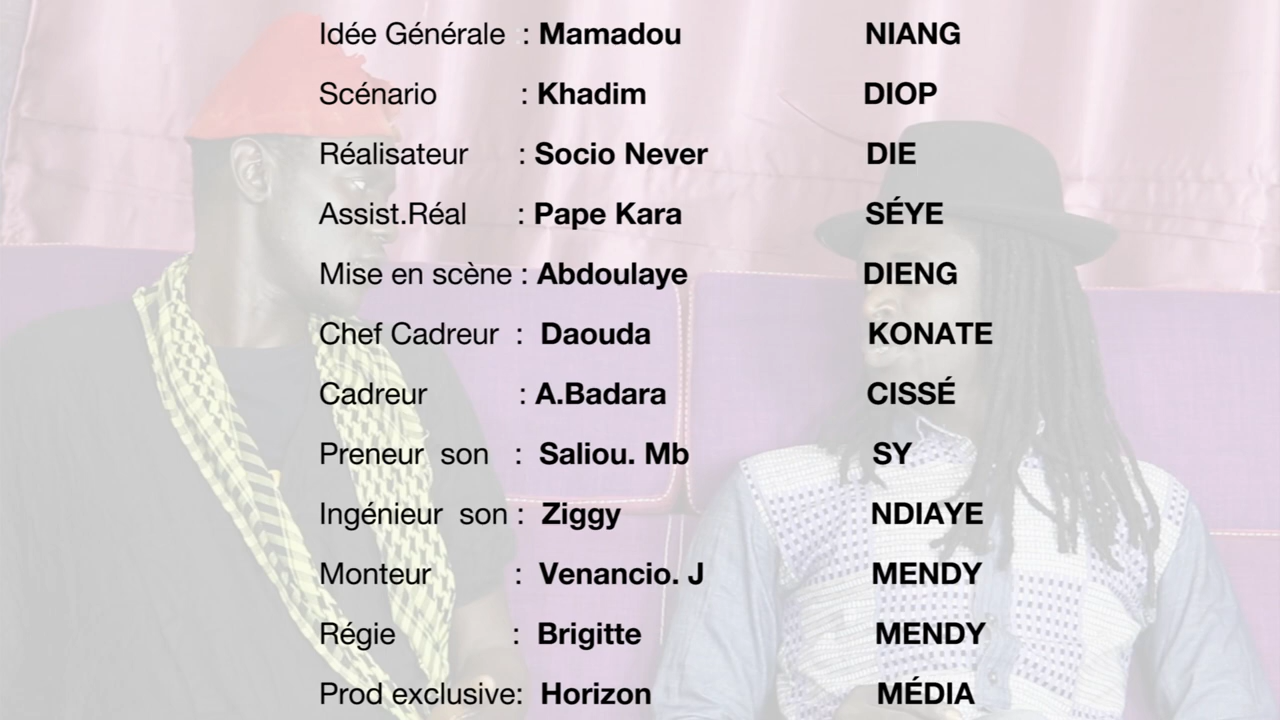 Idée Générale : Mamadou NIANG
Scénario : Khadim DIOP
Réalisateur : Socio Never DIE
Assist.Réal : Pape Kara SÉYE
Mise en scène : Abdoulaye DIENG
Chef Cadreur : Daouda KONATE
Cadreur : A.Badara CISSÉ
Preneur son : Saliou. Mb SY
Ingénieur son : Ziggy NDIAYE
Monteur : Venancio. J MENDY
Régie : Brigitte MENDY
Prod exclusive: Horizon MÉDIA